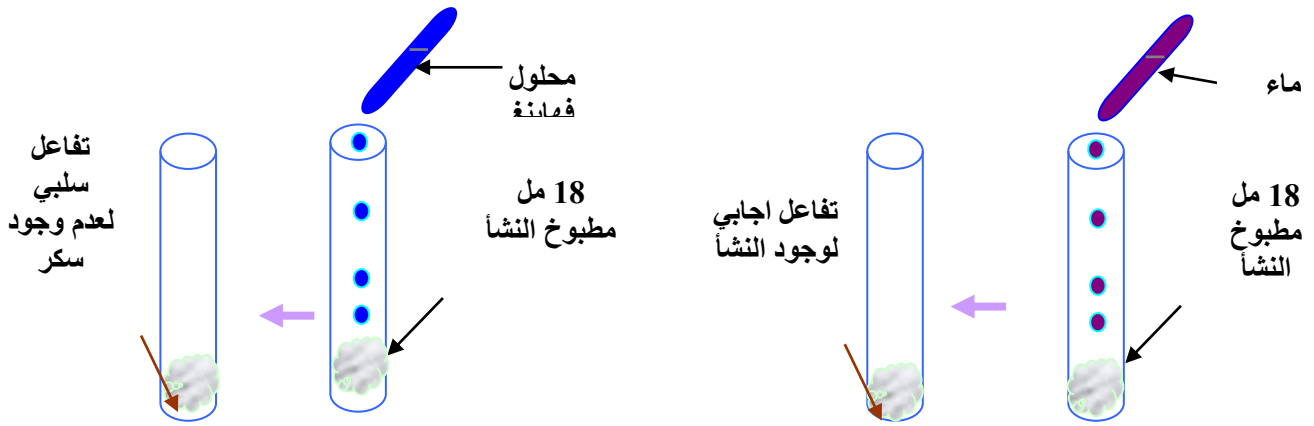 ماء
18 مل
مطبوخ
النشأ
تفاعل اجابي
لوجود النشأ
محلول
18 مل
مطبوخ النشأ
تفاعل
سلبي
لعدم وجود
سكر